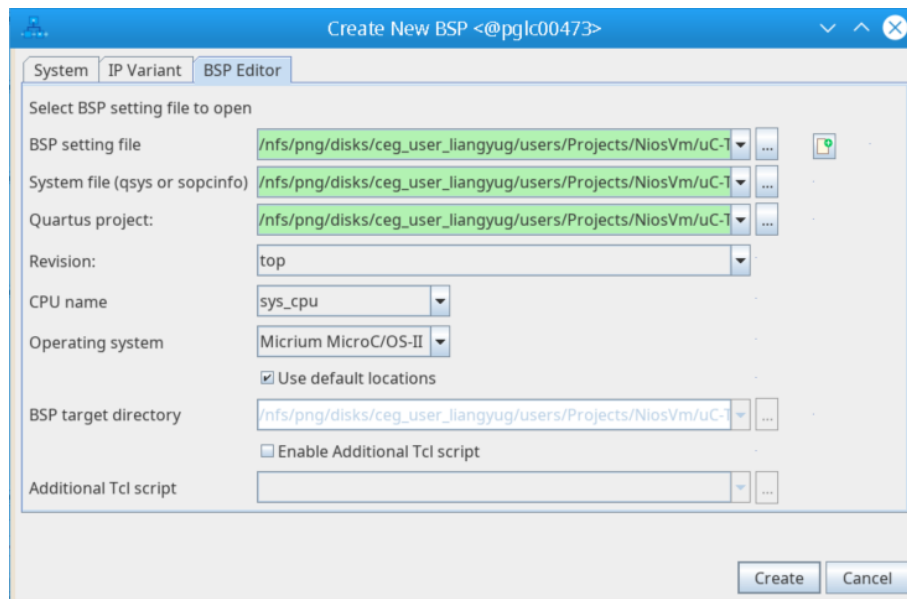 Create New BSP <@pglc00473>
System IP Variant BSP Editor
Select BSP setting file to open
BSP setting file /nfs/png/disks/ceg_user_liangyug/users/Projects/NiosVm/uC-T ...
System file (qsys or sopcinfo) /nfs/png/disks/ceg_user_liangyug/users/Projects/NiosVm/uC-T ...
Quartus project: /nfs/png/disks/ceg_user_liangyug/users/Projects/NiosVm/uC-T ...
Revision: top
CPU name sys_cpu
Operating system Micrium MicroC/OS-II
Use default locations
BSP target directory /nfs/png/disks/ceg_user_liangyug/users/Projects/NiosVm/uC-T ...
Enable Additional Tcl script
Additional Tcl script ...
Create Cancel